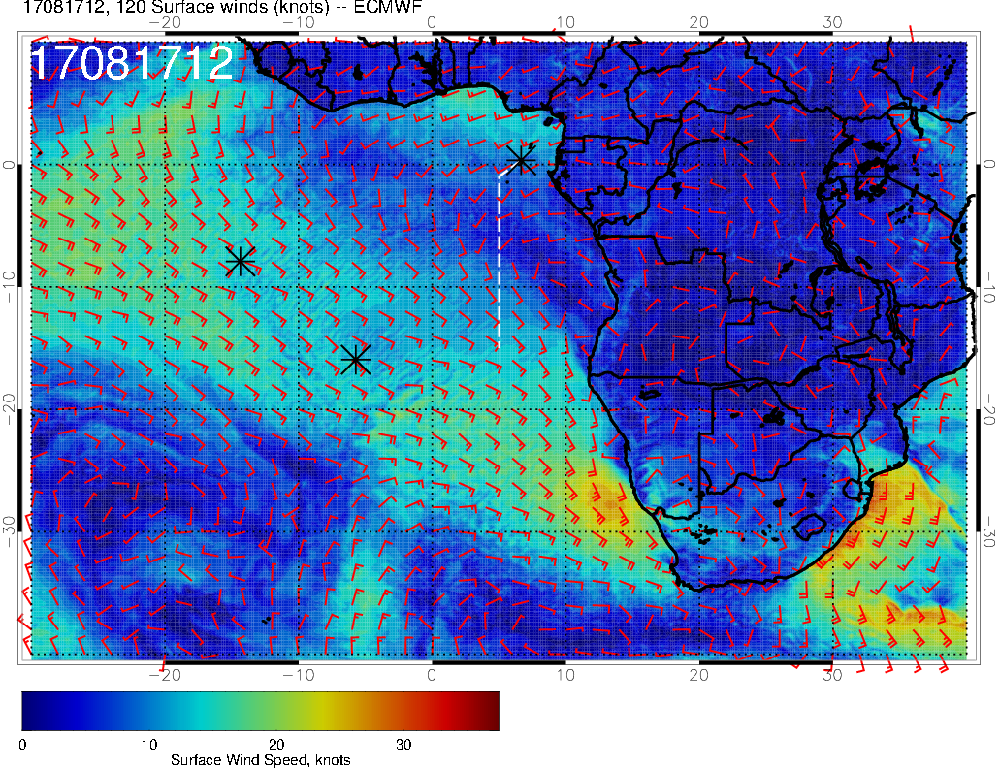 17081712, 120 Surface winds (knots) -- ECMWF
−20 −10 0 10 20 30
17081712
0 0
−10 −10
−20 −20
−30 −30
−20 −10 0 10 20 30
0 10 20 30
Surface Wind Speed, knots